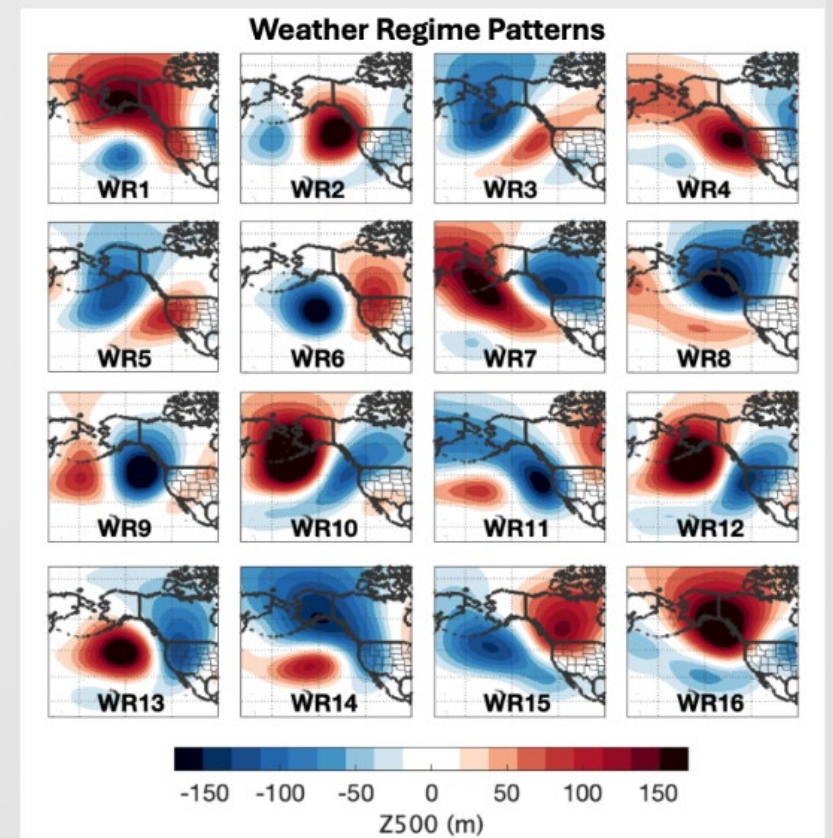 Weather Regime Patterns
WR1 WR2 WR3 WR4
WR5 WR6 WR7 WR8
WR9 WR10 WR11 WR12
WR13 WR14 WR15 WR16
-150 -100 -50 0 50 100 150
Z500 (m)